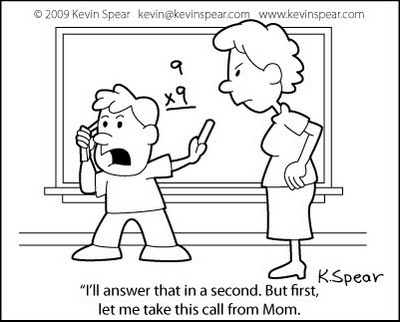 © 2009 Kevin Spear   kevin@kevinspear.com   www.kevinspear.com
9
x9
K.Spear
“I’ll answer that in a second. But first,
let me take this call from Mom.